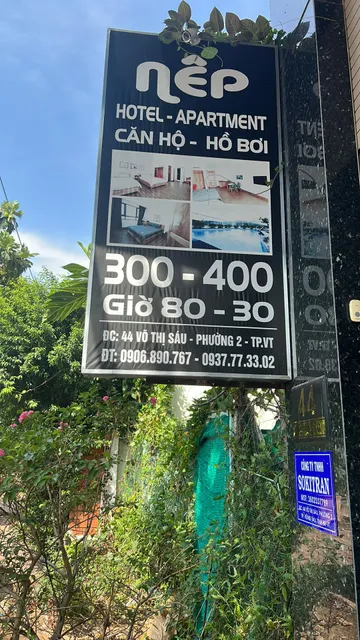 NẾP
HOTEL - APARTMENT
CĂN HỘ - HỒ BƠI
300 - 400
Giờ 80 - 30
ĐC: 44 VÕ THỊ SÁU - PHƯỜNG 2 - TP.VT
ĐT: 0906.890.767 - 0937.77.33.02
44
CÔNG TY TNHH
SOKITRAN